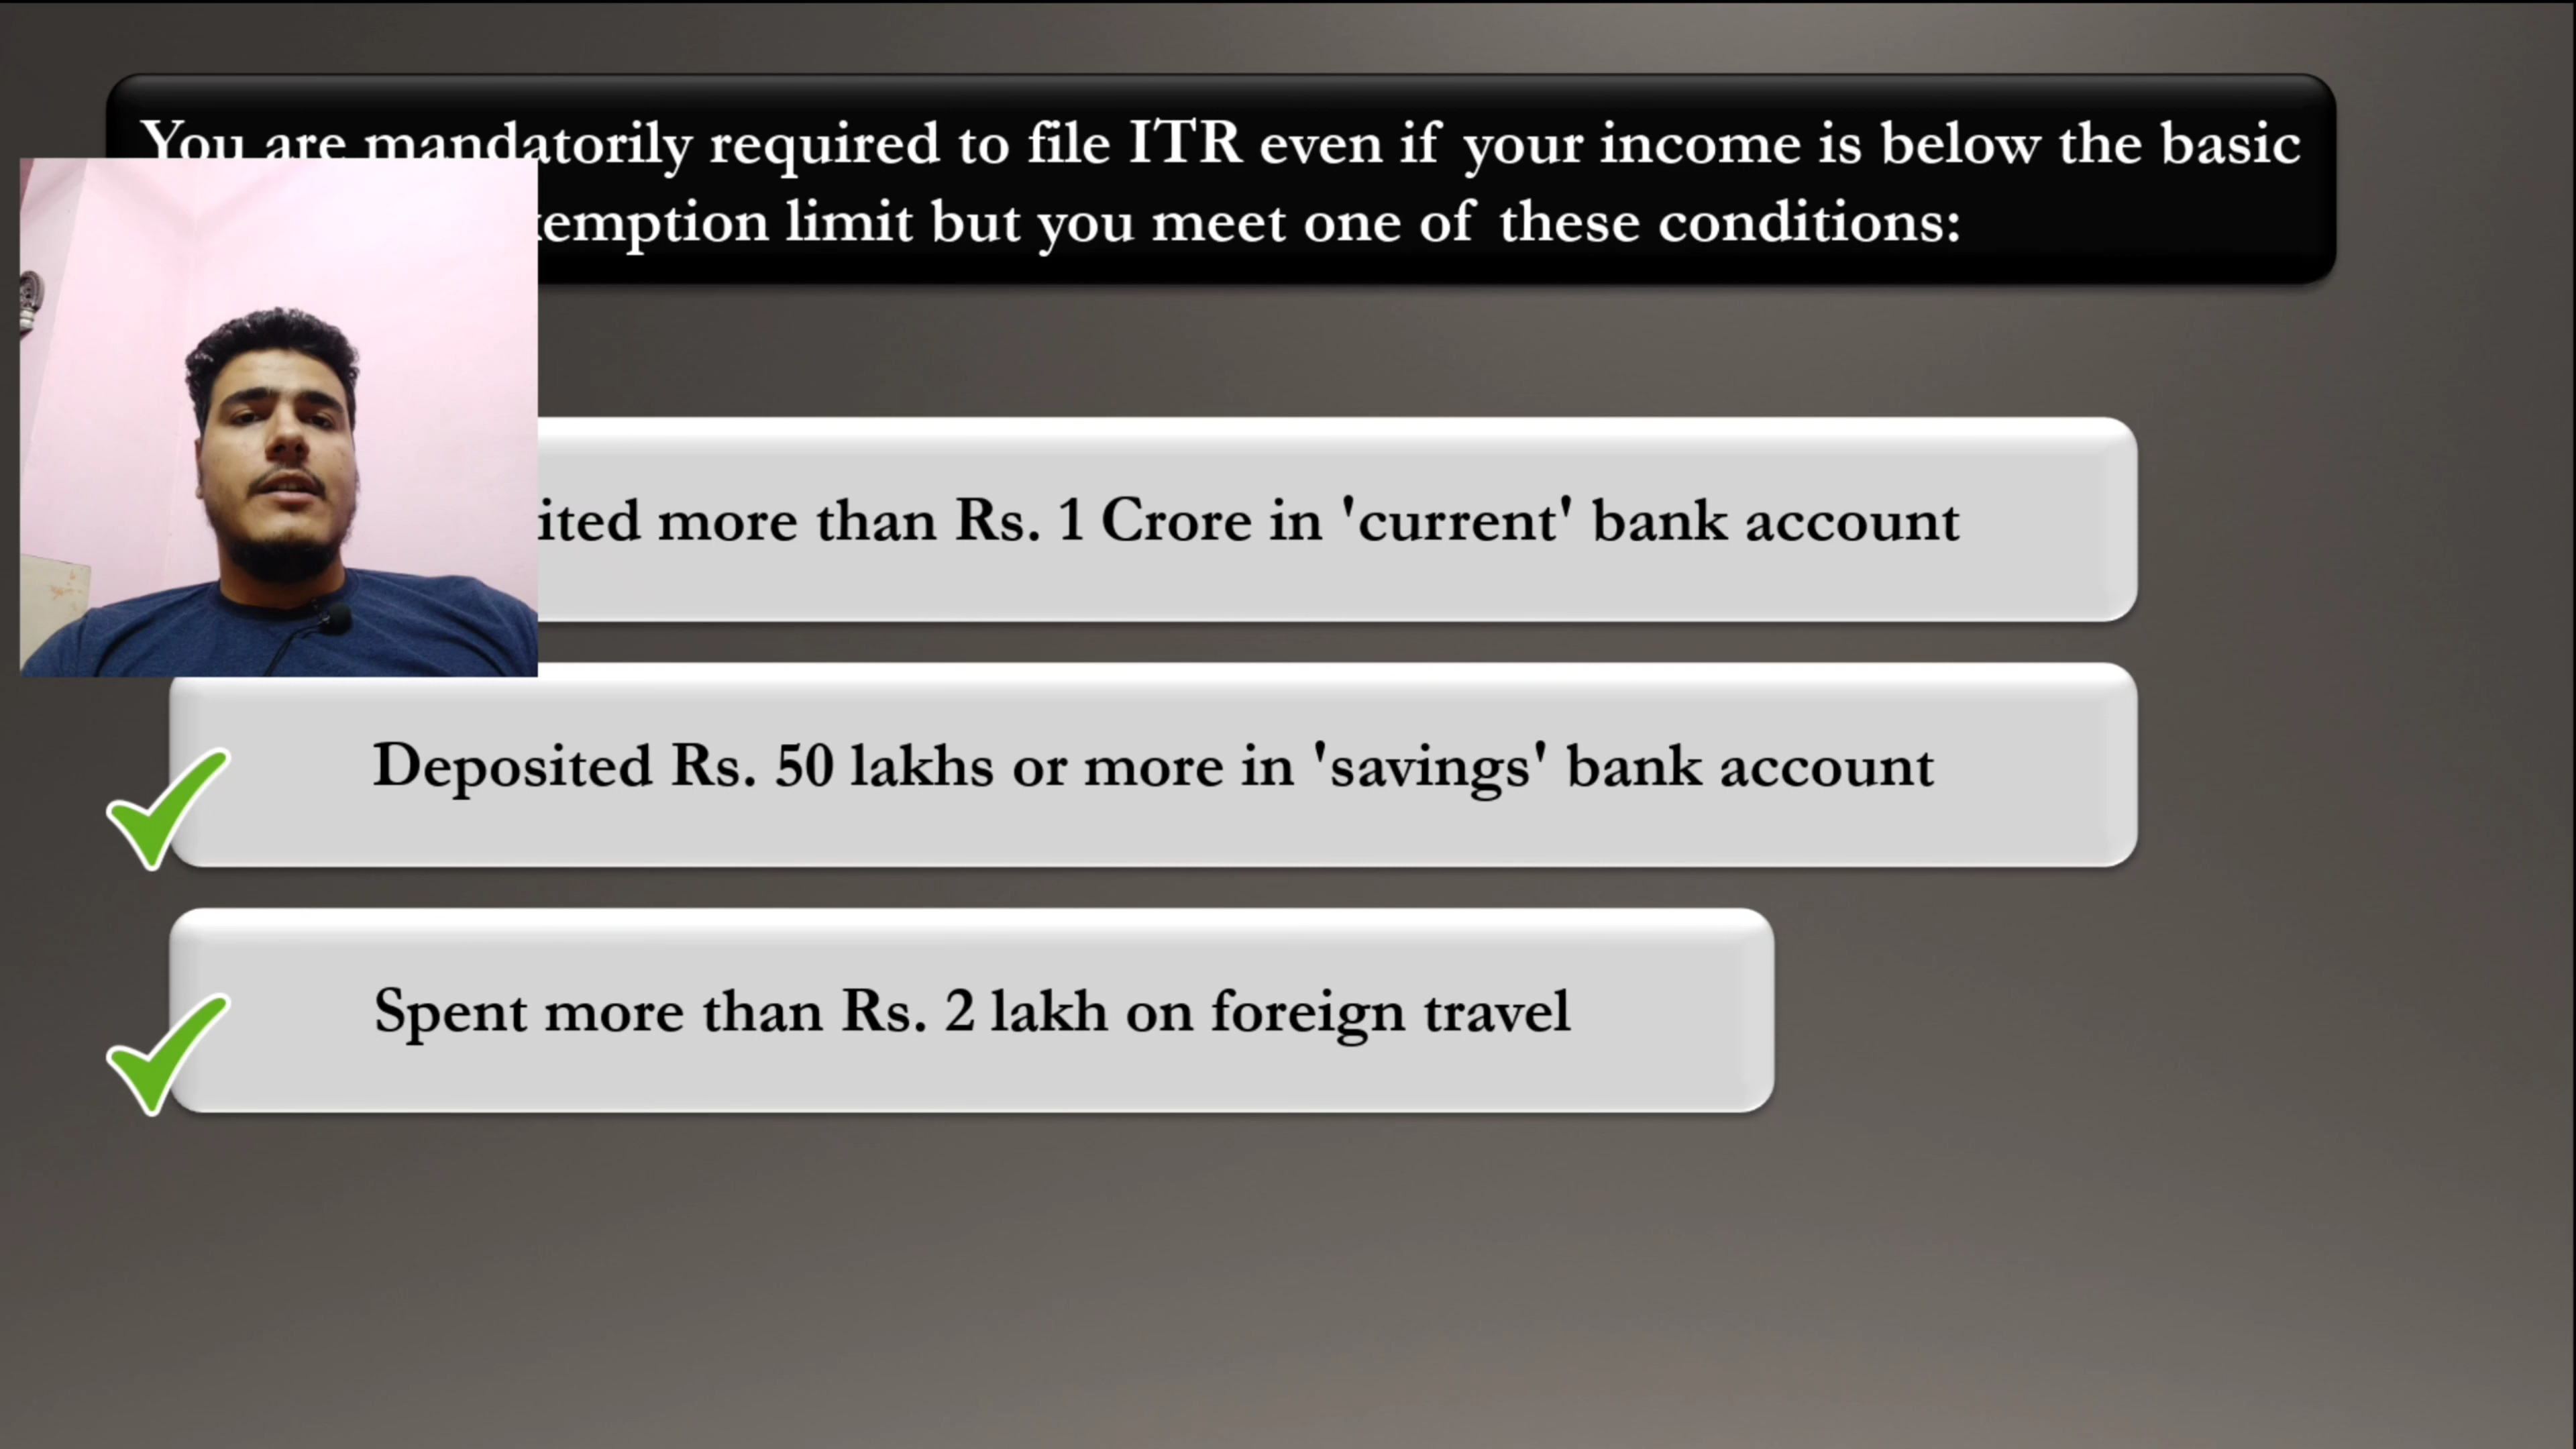 You are mandatorily required to file ITR even if your income is below the basic
emption limit but you meet one of these conditions:
ited more than Rs. 1 Crore in 'current' bank account
Deposited Rs. 50 lakhs or more in 'savings' bank account
Spent more than Rs. 2 lakh on foreign travel